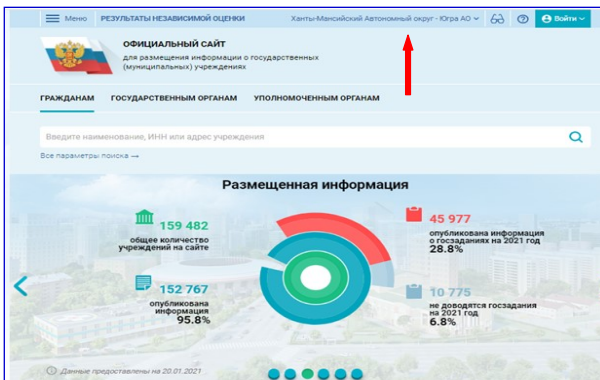 Меню РЕЗУЛЬТАТЫ НЕЗАВИСИМОЙ ОЦЕНКИ Ханты-Мансийский Автономный округ - Югра АО Войти
ОФИЦИАЛЬНЫЙ САЙТ
для размещения информации о государственных
(муниципальных) учреждениях
ГРАЖДАНАМ ГОСУДАРСТВЕННЫМ ОРГАНАМ УПОЛНОМОЧЕННЫМ ОРГАНАМ
Введите наименование, ИНН или адрес учреждения
Все параметры поиска →
Размещенная информация
159 482
общее количество
учреждений на сайте
152 767
опубликована
информация
95.8%
45 977
опубликована информация
о госзаданиях на 2021 год
28.8%
10 775
не доводятся госзадания
на 2021 год
6.8%
Данные предоставлены на 20.01.2021